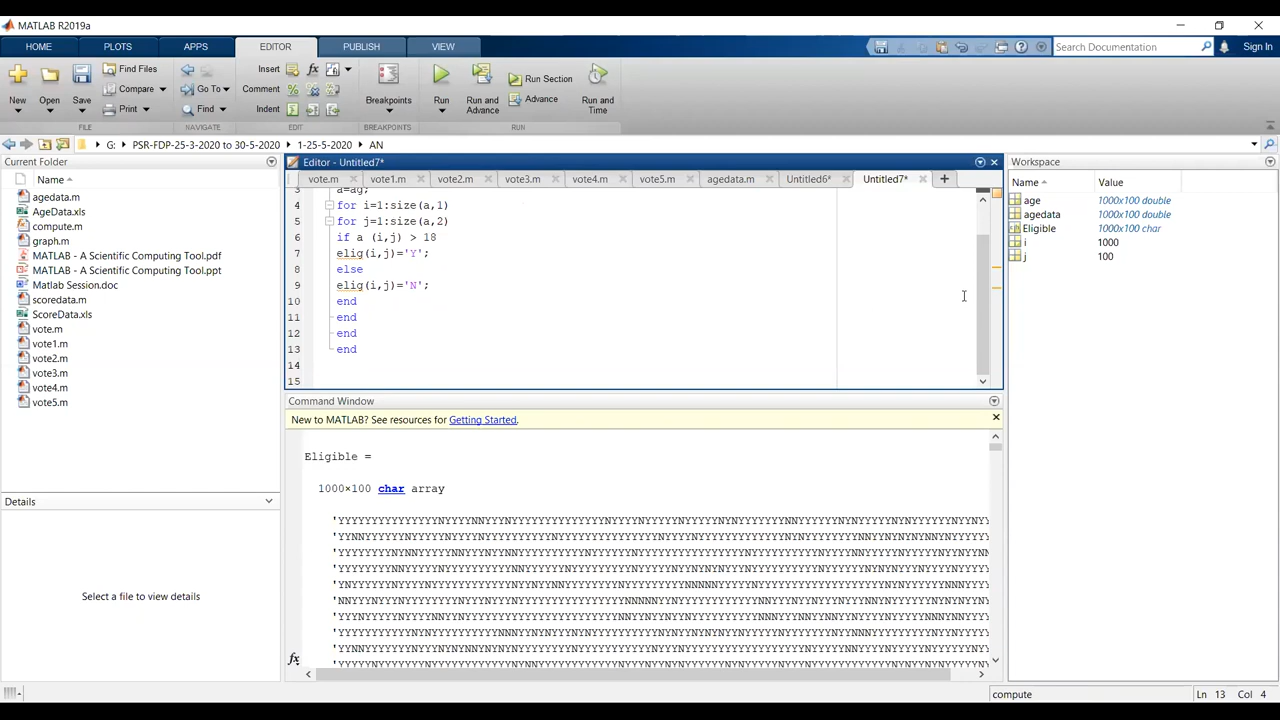 MATLAB R2019a
HOME PLOTS APPS EDITOR PUBLISH VIEW Search Documentation Sign In
New Open Save Find Files Compare Print Go To Find Insert Comment Indent Breakpoints Run Run and Advance Run Section Advance Run and Time
FILE NAVIGATE EDIT BREAKPOINTS RUN
G: PSR-FDP-25-3-2020 to 30-5-2020 1-25-5-2020 AN
Current Folder
Name
agedata.m
AgeData.xls
compute.m
graph.m
MATLAB - A Scientific Computing Tool.pdf
MATLAB - A Scientific Computing Tool.ppt
Matlab Session.doc
scoredata.m
ScoreData.xls
vote.m
vote1.m
vote2.m
vote3.m
vote4.m
vote5.m
Details
Select a file to view details
Editor - Untitled7*
vote.m vote1.m vote2.m vote3.m vote4.m vote5.m agedata.m Untitled6* Untitled7*
3 a=ag;
4 for i=1:size(a,1)
5 for j=1:size(a,2)
6 if a (i,j) > 18
7 elig(i,j)='Y';
8 else
9 elig(i,j)='N';
10 end
11 end
12 end
13 end
14
15
Command Window
New to MATLAB? See resources for Getting Started.
Eligible =
1000×100 char array
fx
Workspace
Name Value
age 1000x100 double
agedata 1000x100 double
Eligible 1000x100 char
i 1000
j 100
compute Ln 13 Col 4